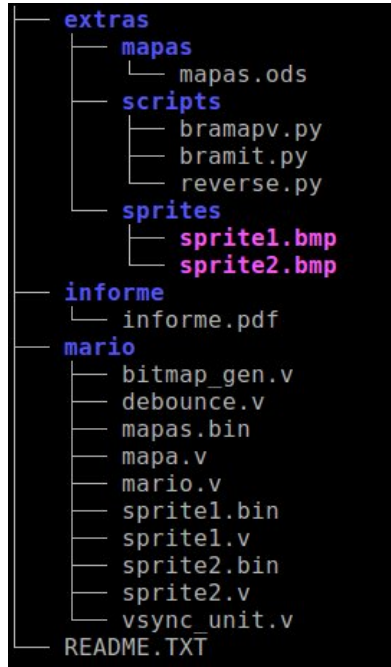 extras
mapas
mapas.ods
scripts
bramapv.py
bramit.py
reverse.py
sprites
sprite1.bmp
sprite2.bmp
informe
informe.pdf
mario
bitmap_gen.v
debounce.v
mapas.bin
mapa.v
mario.v
sprite1.bin
sprite1.v
sprite2.bin
sprite2.v
vsync_unit.v
README.TXT